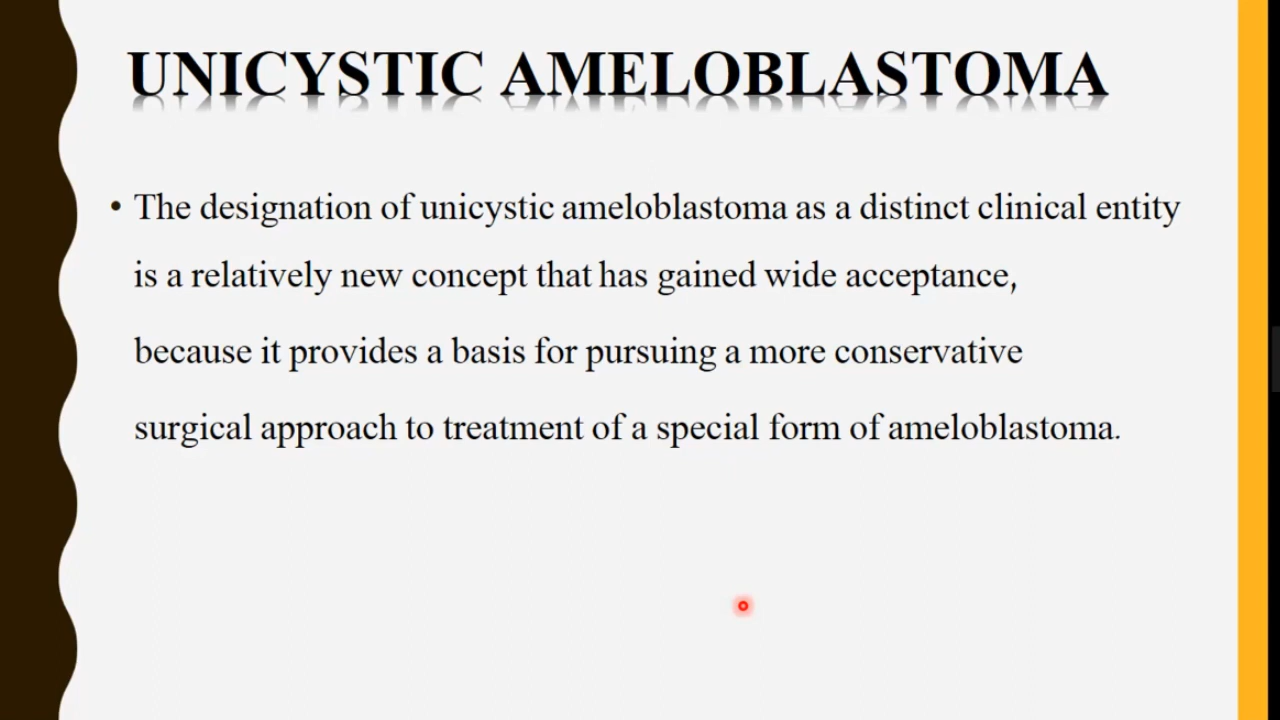 UNICYSTIC AMELOBLASTOMA
• The designation of unicystic ameloblastoma as a distinct clinical entity
is a relatively new concept that has gained wide acceptance,
because it provides a basis for pursuing a more conservative
surgical approach to treatment of a special form of ameloblastoma.